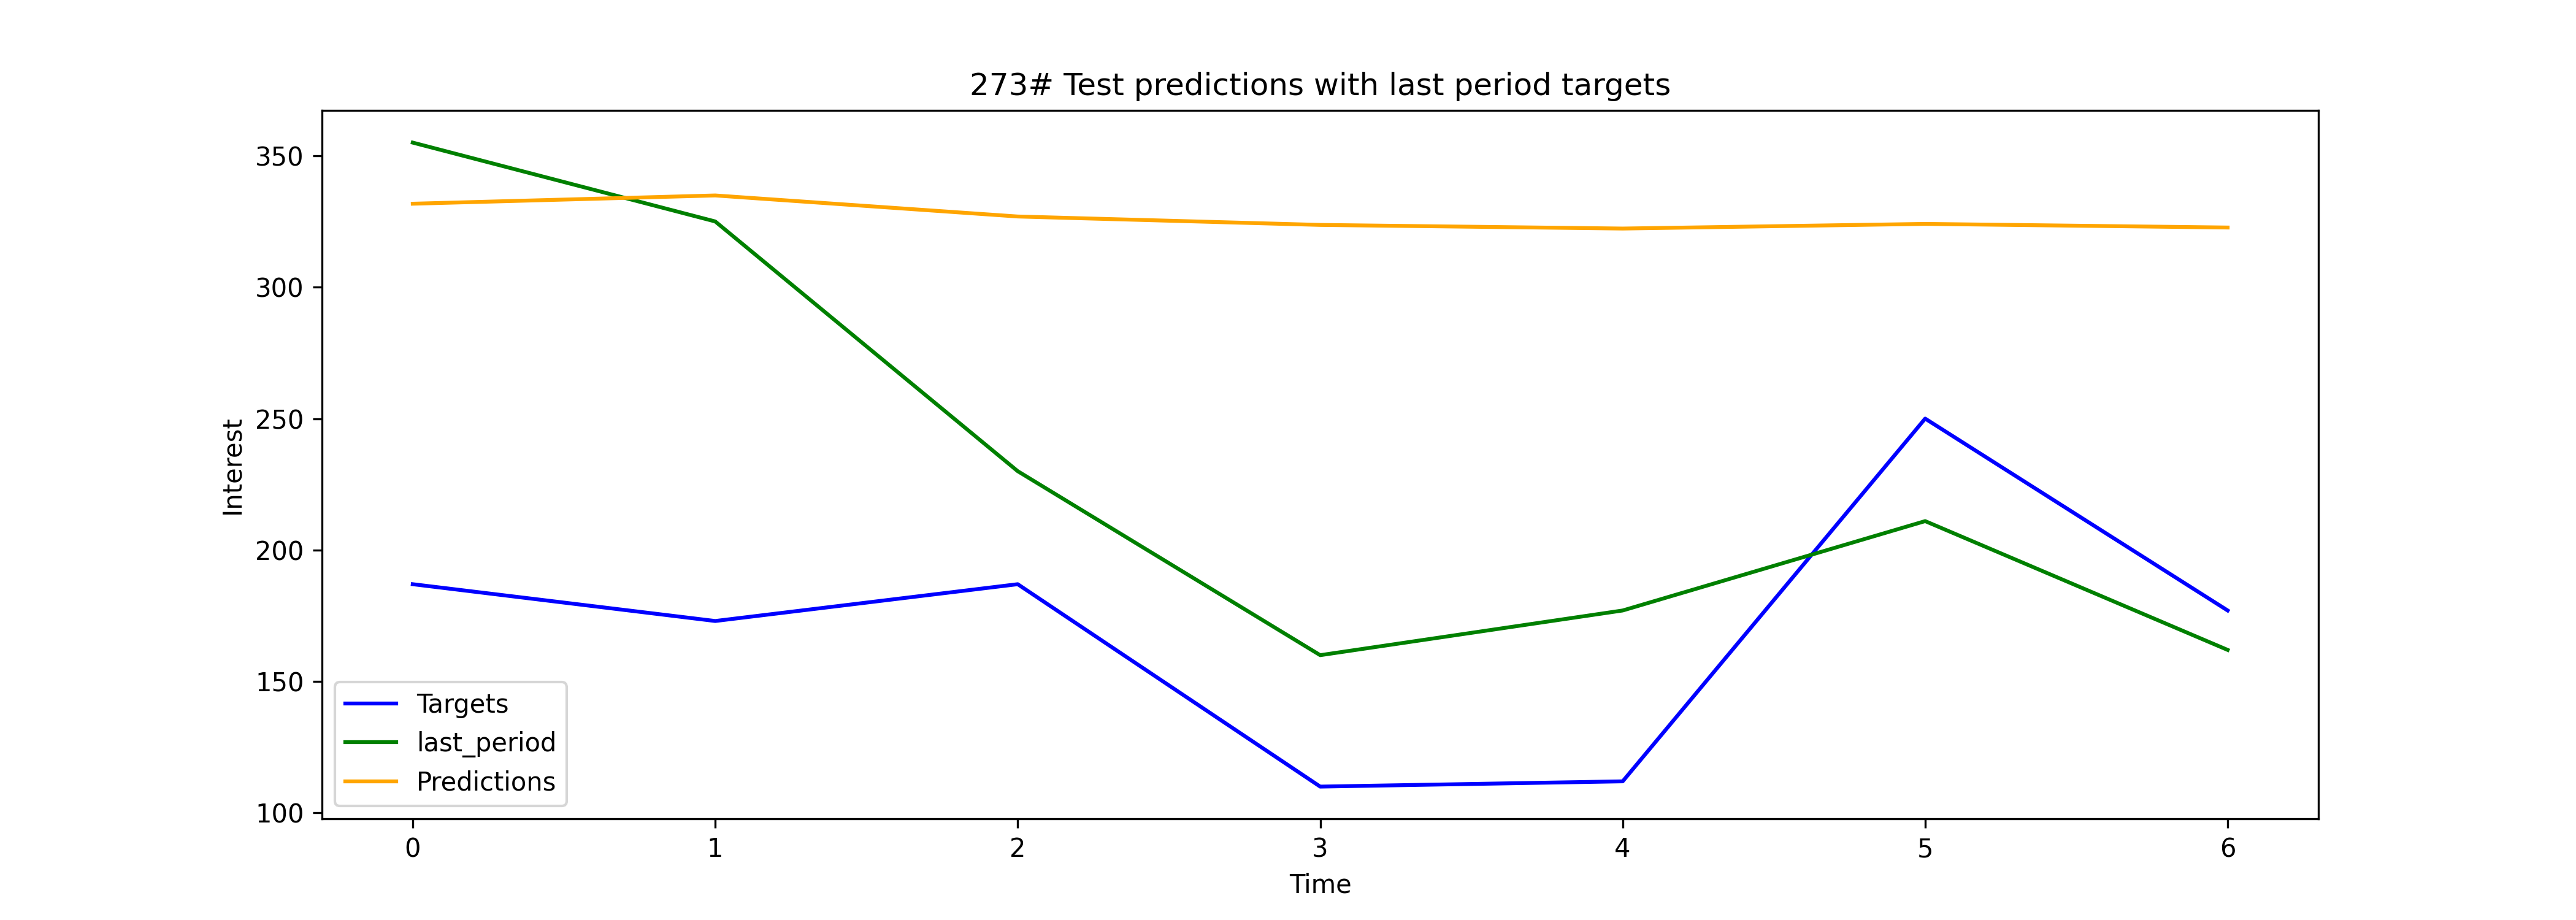 273# Test predictions with last period targets
Interest
350
300
250
200
150
100
Targets
last_period
Predictions
0 1 2 3 4 5 6
Time